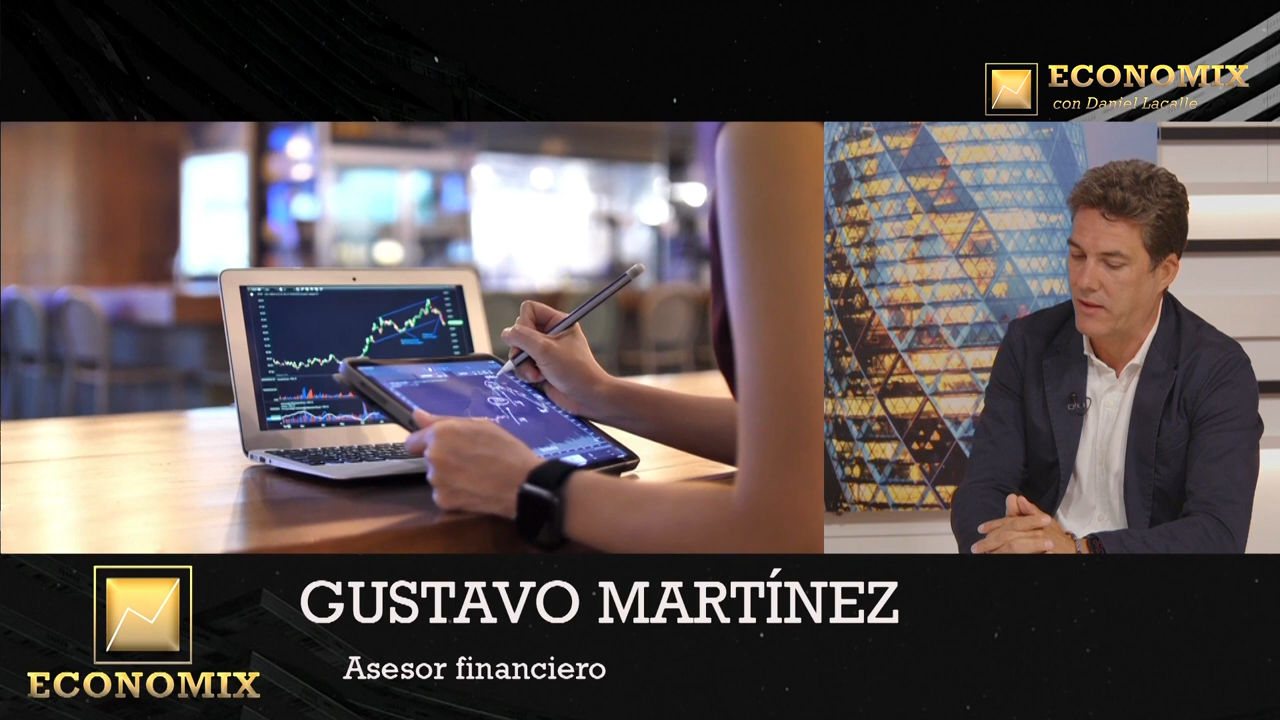 ECONOMIX
con Daniel Lacalle
GUSTAVO MARTÍNEZ
Asesor financiero
ECONOMIX